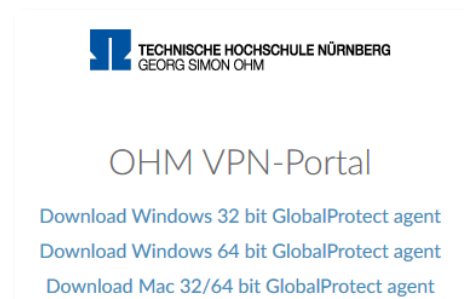 TECHNISCHE HOCHSCHULE NÜRNBERG
GEORG SIMON OHM
OHM VPN-Portal
Download Windows 32 bit GlobalProtect agent
Download Windows 64 bit GlobalProtect agent
Download Mac 32/64 bit GlobalProtect agent